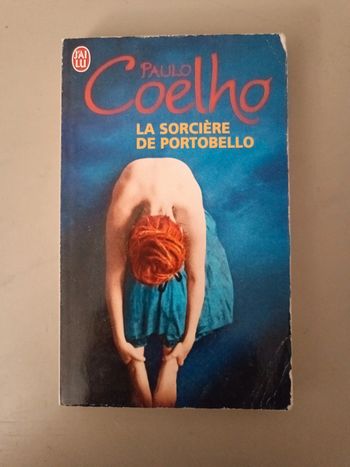 J'AI
LU
PAULO
Coelho
LA SORCIÈRE
DE PORTOBELLO